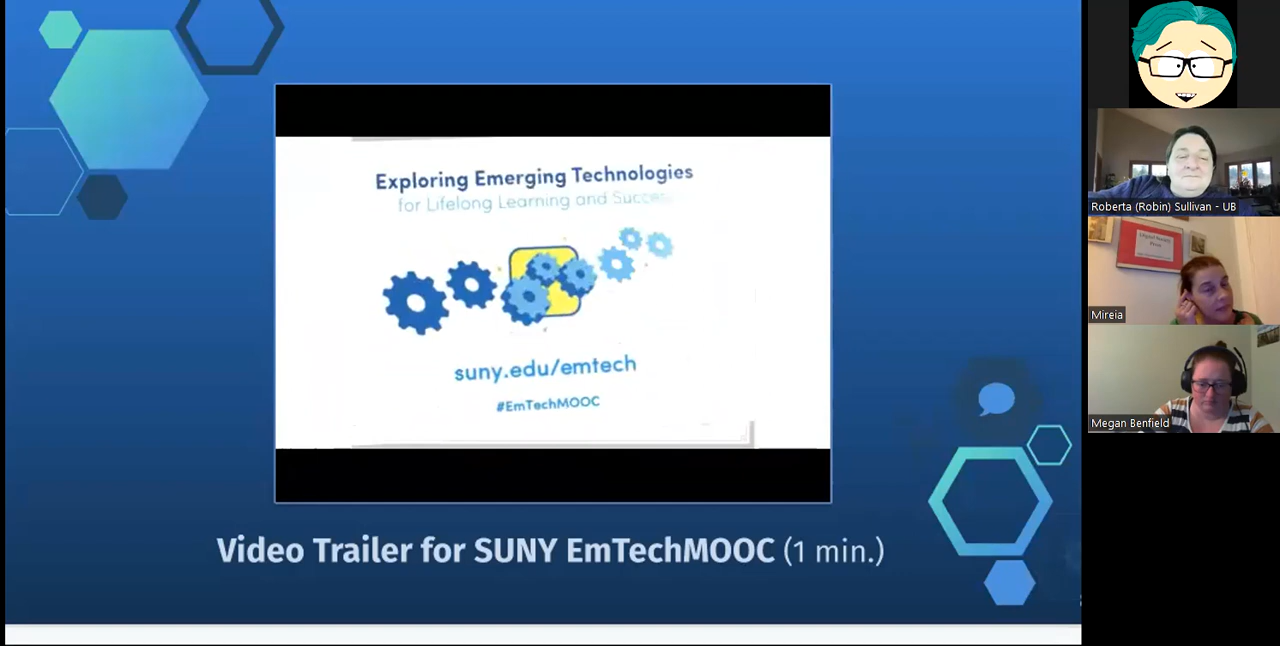 Exploring Emerging Technologies
for Lifelong Learning and Success
suny.edu/emtech
#EmTechMOOC
Video Trailer for SUNY EmTechMOOC (1 min.)
Roberta (Robin) Sullivan - UB
Mireia
Megan Benfield